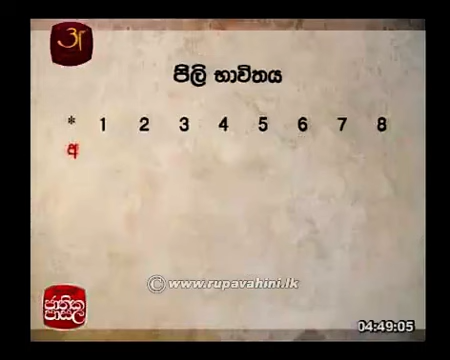 පිලි භාවිතය
* 1 2 3 4 5 6 7 8
අ
© www.rupavahini.lk
ජාතික
පාසල
04:49:05